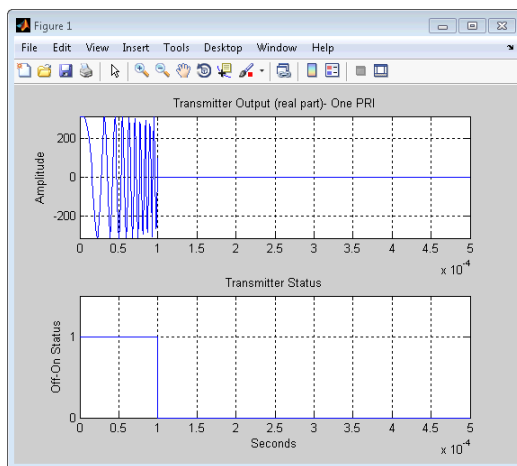 Figure 1
File Edit View Insert Tools Desktop Window Help
Transmitter Output (real part)- One PRI
Amplitude
200
0
-200
0 0.5 1 1.5 2 2.5 3 3.5 4 4.5 5
x 10^-4
Transmitter Status
Off-On Status
1
0
0 0.5 1 1.5 2 2.5 3 3.5 4 4.5 5
Seconds
x 10^-4